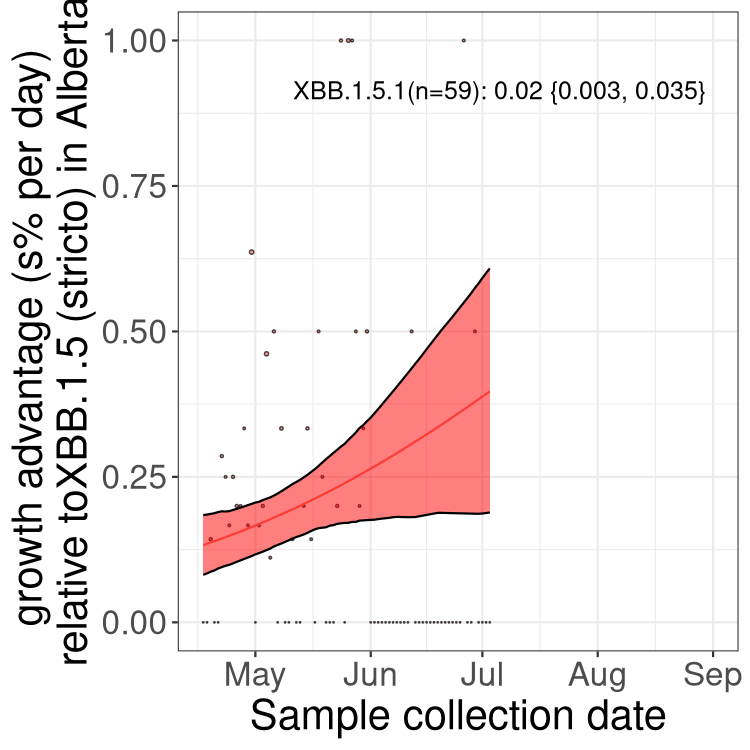 growth advantage (s% per day)
relative toXBB.1.5 (stricto) in Alberta
1.00
XBB.1.5.1(n=59): 0.02 {0.003, 0.035}
0.75
0.50
0.25
0.00
May Jun Jul Aug Sep
Sample collection date